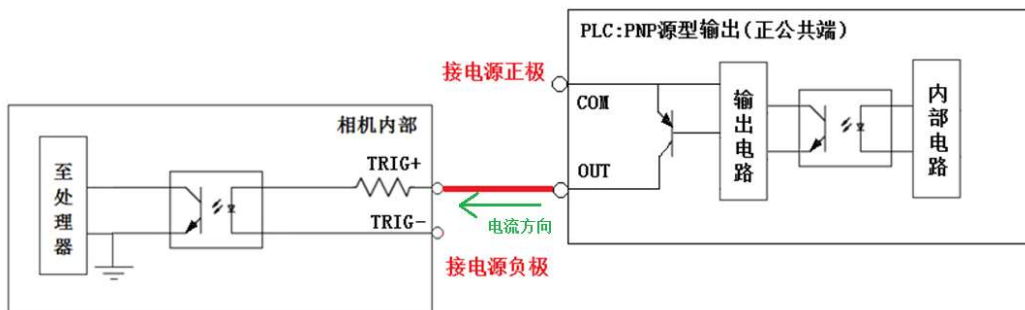 PLC:PNP源型输出(正公共端)
接电源正极
COM
相机内部
TRIG+
OUT
TRIG-
电流方向
接电源负极
至处理器
输出电路
内部电路